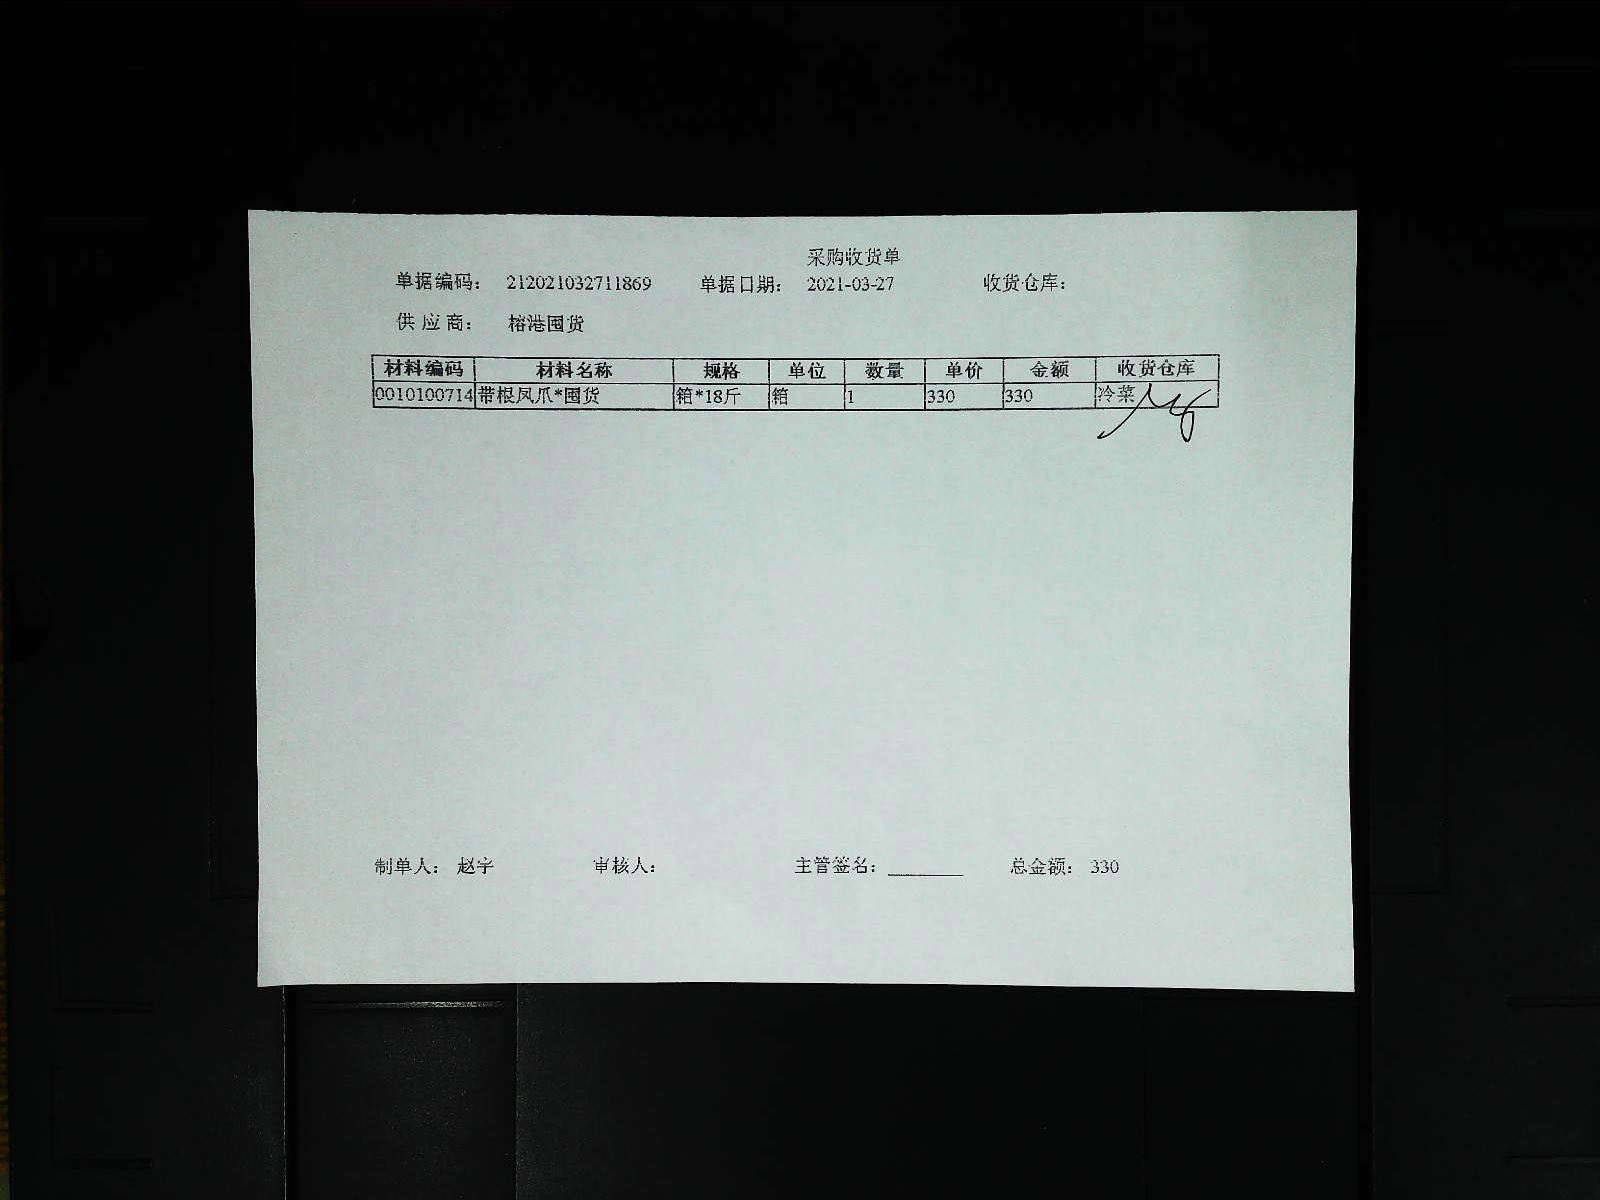 采购收货单
单据编码： 212021032711869 单据日期： 2021-03-27 收货仓库：
供 应 商： 榕港囤货
材料编码 材料名称 规格 单位 数量 单价 金额 收货仓库
0010100714 带根凤爪*囤货 箱*18斤 箱 1 330 330 冷菜
制单人： 赵宇 审核人： 主管签名： 总金额： 330